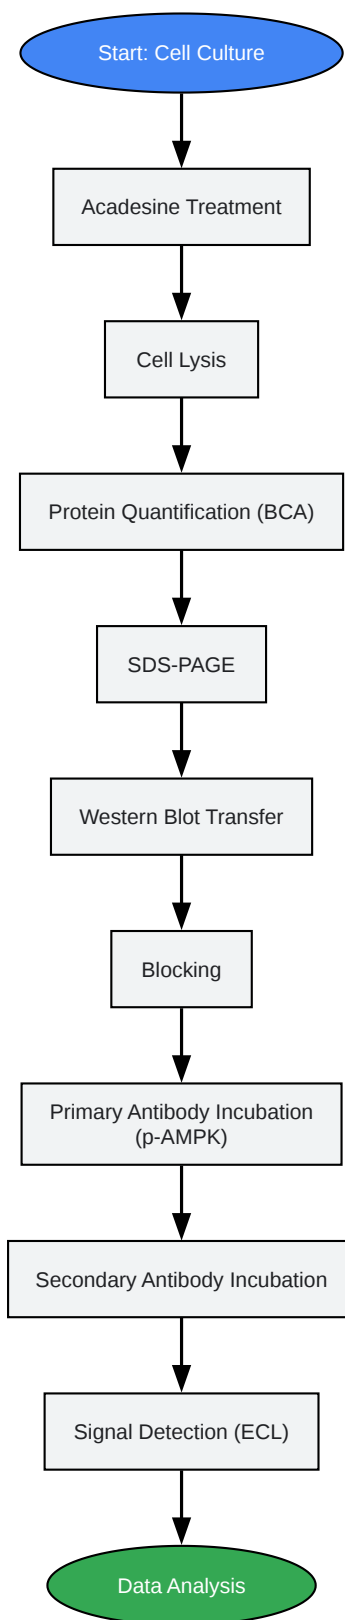 Start: Cell Culture
Acadesine Treatment
Cell Lysis
Protein Quantification (BCA)
SDS-PAGE
Western Blot Transfer
Blocking
Primary Antibody Incubation
(p-AMPK)
Secondary Antibody Incubation
Signal Detection (ECL)
Data Analysis